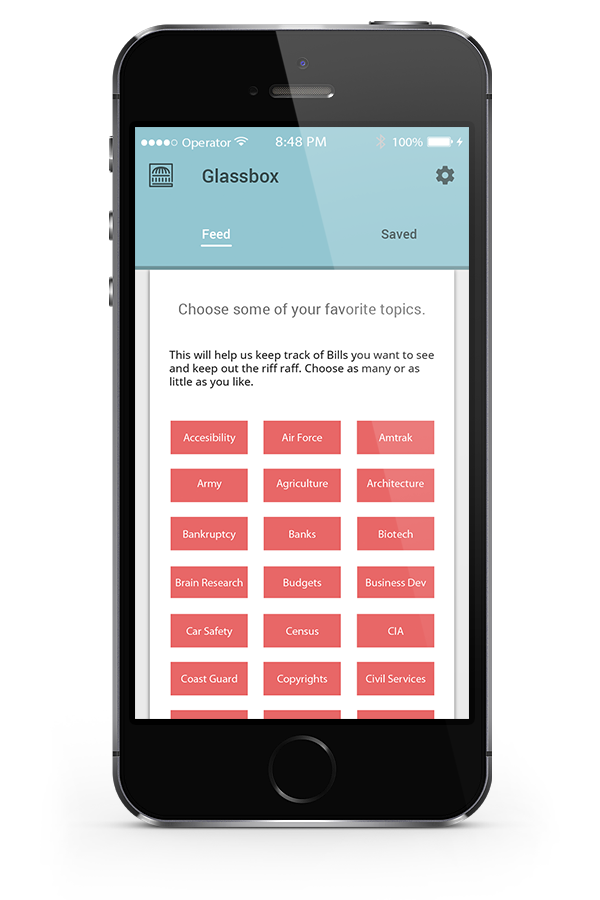 Operator 8:48 PM 100%
Glassbox
Feed Saved
Choose some of your favorite topics.
This will help us keep track of Bills you want to see
and keep out the riff raff. Choose as many or as
little as you like.
Accesibility Air Force Amtrak
Army Agriculture Architecture
Bankruptcy Banks Biotech
Brain Research Budgets Business Dev
Car Safety Census CIA
Coast Guard Copyrights Civil Services